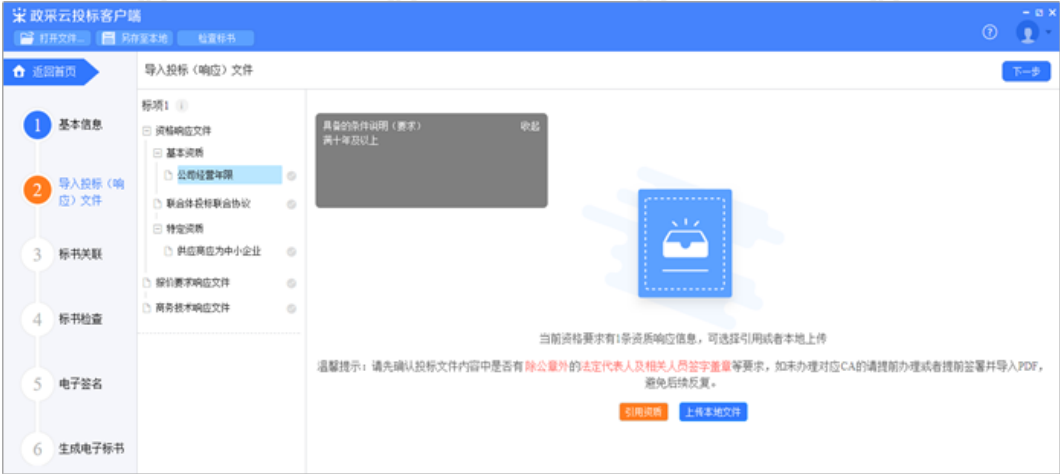 政采云投标客户端
打开文件... 另存至本地 检查标书
返回首页
导入投标（响应）文件
下一步
1 基本信息
2 导入投标（响
应）文件
3 标书关联
4 标书检查
5 电子签名
6 生成电子标书
标项1
资格响应文件
基本资质
公司经营年限
联合体投标联合协议
特定资质
供应商应为中小企业
报价要求响应文件
商务技术响应文件
具备的条件说明（要求） 收起
满十年及以上
当前资格要求有1条资质响应信息，可选择引用或者本地上传
温馨提示：请先确认投标文件内容中是否有 除公章外的法定代表人及相关人员签字盖章等要求，如未办理对应CA的请提前办理或者提前签署并导入PDF，
避免后续反复。
引用资质 上传本地文件